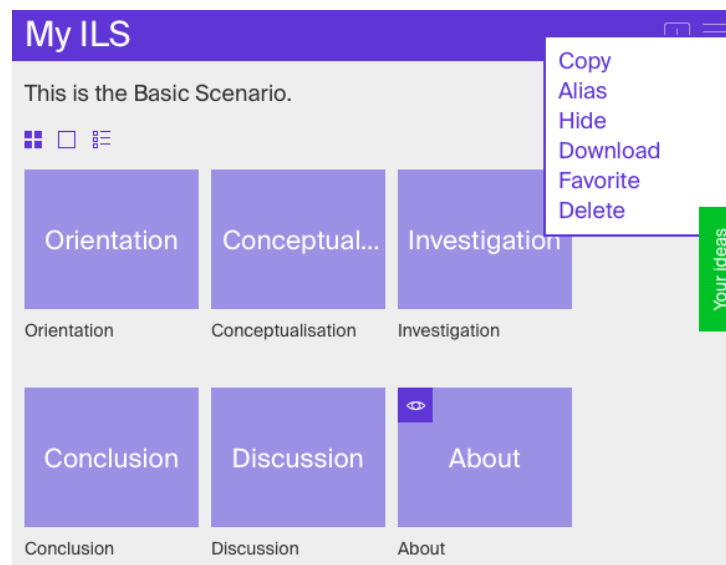 My ILS
Copy
Alias
Hide
Download
Favorite
Delete
This is the Basic Scenario.
Orientation
Conceptual...
Investigation
Your ideas
Orientation
Conceptualisation
Investigation
Conclusion
Discussion
About
Conclusion
Discussion
About